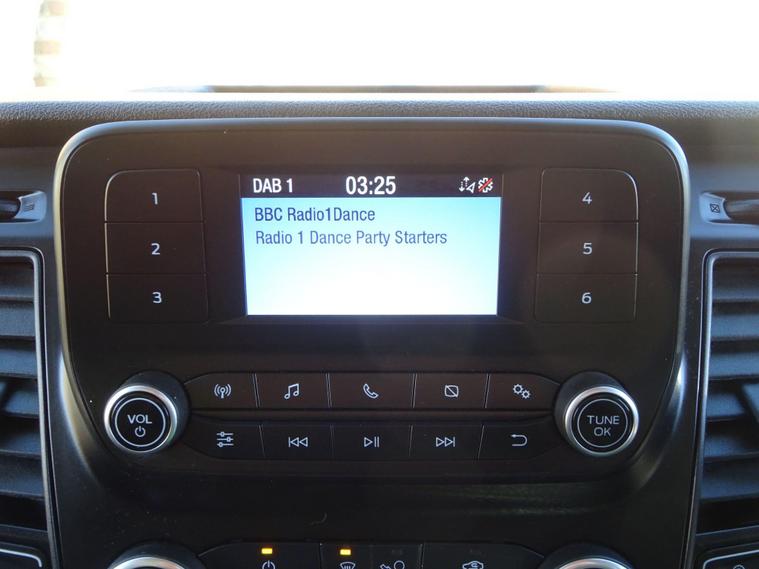 DAB 1 03:25
BBC Radio1Dance
Radio 1 Dance Party Starters
1
2
3
4
5
6
VOL
TUNE
OK